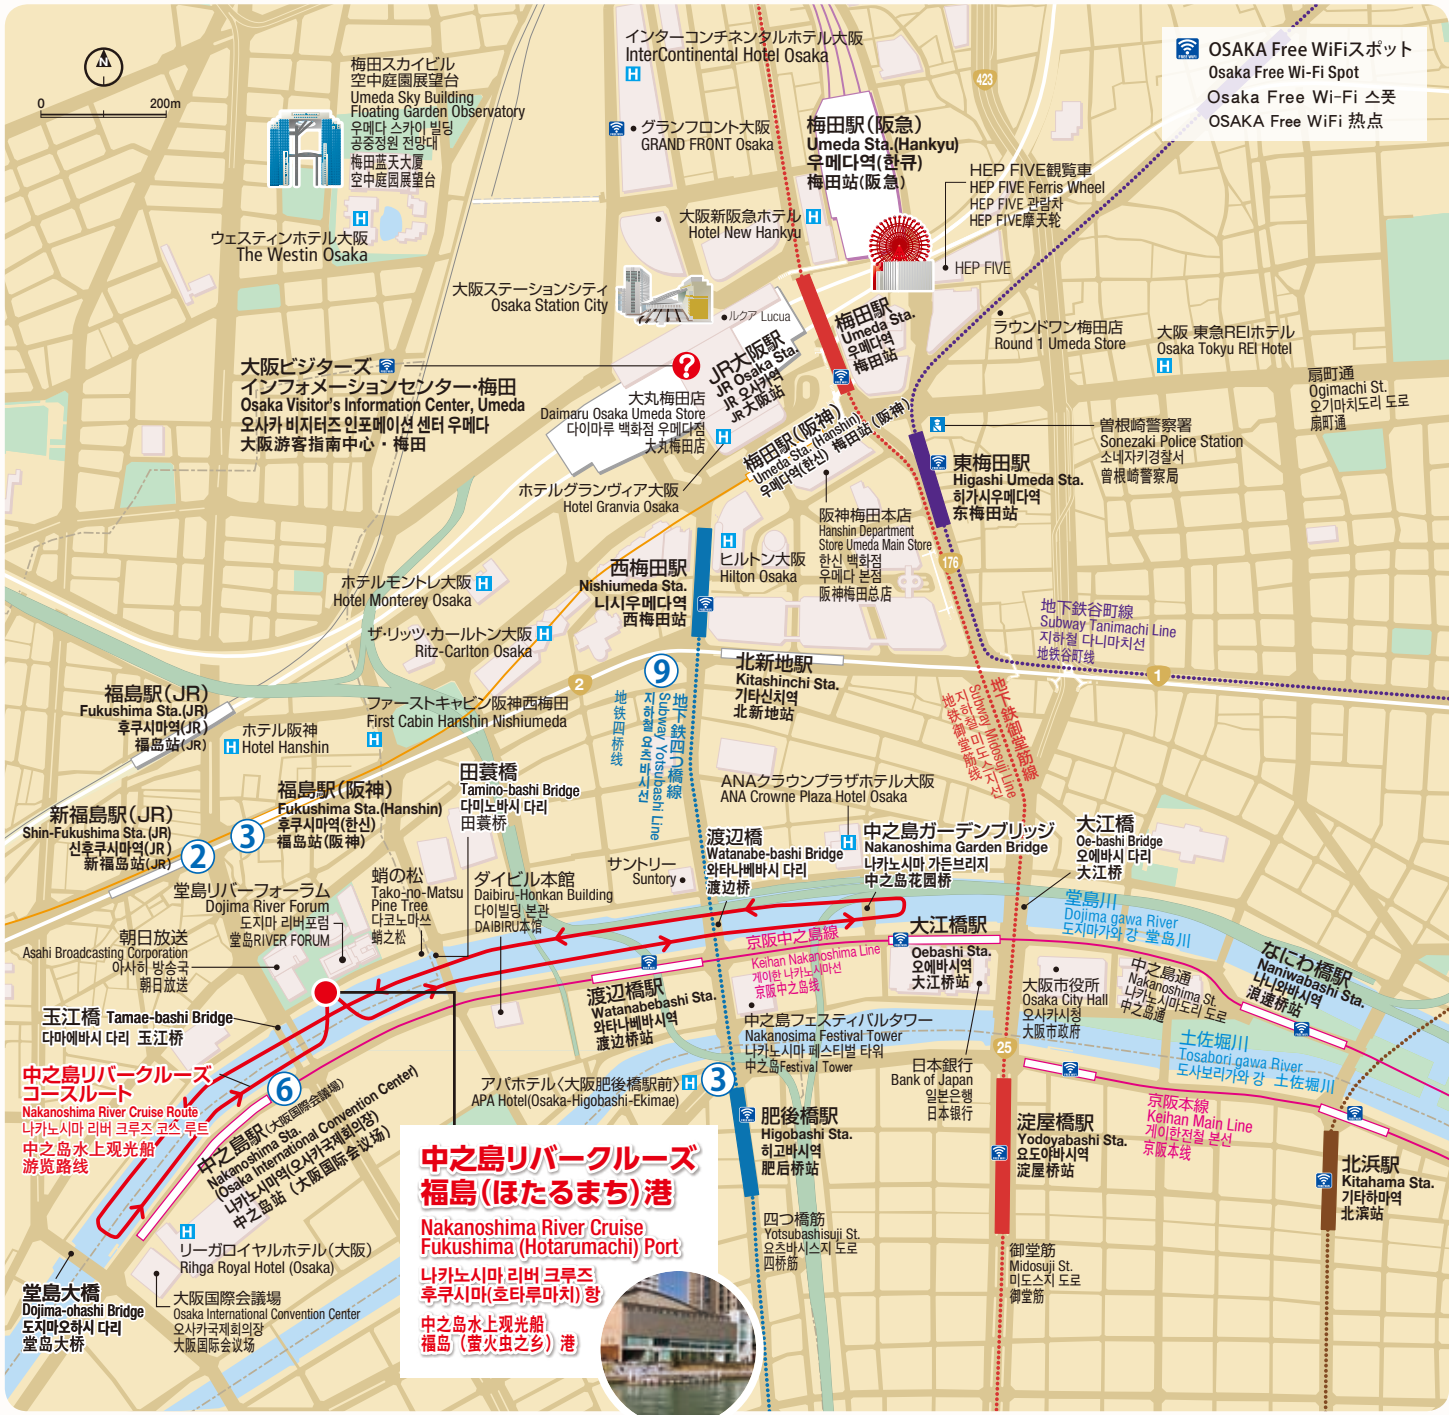 N
0 200m
梅田スカイビル
空中庭園展望台
Umeda Sky Building
Floating Garden Observatory
우메다 스카이 빌딩
공중정원 전망대
梅田蓝天大厦
空中庭园展望台
インターコンチネンタルホテル大阪
InterContinental Hotel Osaka
H
OSAKA Free WiFiスポット
Osaka Free Wi-Fi Spot
Osaka Free Wi-Fi 스폿
OSAKA Free WiFi 热点
423
グランフロント大阪
GRAND FRONT Osaka
梅田駅(阪急)
Umeda Sta.(Hankyu)
우메다역(한큐)
梅田站(阪急)
HEP FIVE観覧車
HEP FIVE Ferris Wheel
HEP FIVE 관람차
HEP FIVE摩天轮
HEP FIVE
H
ウェスティンホテル大阪
The Westin Osaka
大阪新阪急ホテル H
Hotel New Hankyu
大阪ステーションシティ
Osaka Station City
ルクア Lucua
梅田駅
Umeda Sta.
우메다역
梅田站
ラウンドワン梅田店
Round 1 Umeda Store
大阪 東急REIホテル
Osaka Tokyu REI Hotel
H
扇町通
Ogimachi St.
오기마치도리 도로
扇町通
大阪ビジターズ
インフォメーションセンター・梅田
Osaka Visitor's Information Center, Umeda
오사카 비지터즈 인포메이션 센터 우메다
大阪游客指南中心・梅田
?
JR大阪駅
JR Osaka Sta.
JR 오사카역
JR大阪站
大丸梅田店
Daimaru Osaka Umeda Store
다이마루 백화점 우메다점
大丸梅田店
H
梅田駅(阪神)
Umeda Sta. (Hanshin)
우메다역(한신) 梅田站 (阪神)
曽根崎警察署
Sonezaki Police Station
소네자키경찰서
曾根崎警察局
東梅田駅
Higashi Umeda Sta.
히가시우메다역
东梅田站
ホテルグランヴィア大阪
Hotel Granvia Osaka
阪神梅田本店
Hanshin Department
Store Umeda Main Store
한신 백화점
우메다 본점
阪神梅田总店
H
ヒルトン大阪
Hilton Osaka
176
西梅田駅
Nishiumeda Sta.
니시우메다역
西梅田站
ホテルモントレ大阪 H
Hotel Monterey Osaka
ザ・リッツ・カールトン大阪 H
Ritz-Carlton Osaka
地下鉄谷町線
Subway Tanimachi Line
지하철 다니마치선
地铁谷町线
1
2
9
北新地駅
Kitashinchi Sta.
기타신치역
北新地站
地下鉄四つ橋線
Subway Yotsubashi Line
지하철 요츠바시선
地铁四桥线
地下鉄御堂筋線
Subway Midosuji Line
지하철 미도스지선
地铁御堂筋线
福島駅(JR)
Fukushima Sta.(JR)
후쿠시마역(JR)
福岛站(JR)
ホテル阪神
H Hotel Hanshin
ファーストキャビン阪神西梅田
First Cabin Hanshin Nishiumeda
H
田蓑橋
Tamino-bashi Bridge
다미노바시 다리
田蓑桥
福島駅(阪神)
Fukushima Sta.(Hanshin)
후쿠시마역(한신)
福島站(阪神)
新福島駅(JR)
Shin-Fukushima Sta.(JR)
신후쿠시마역(JR)
新福岛站(JR)
2
3
ANAクラウンプラザホテル大阪
ANA Crowne Plaza Hotel Osaka
H
渡辺橋
Watanabe-bashi Bridge
와타나베바시 다리
渡边桥
中之島ガーデンブリッジ
Nakanoshima Garden Bridge
나카노시마 가든브리지
中之岛花园桥
大江橋
Oe-bashi Bridge
오에바시 다리
大江桥
サントリー
Suntory
堂島リバーフォーラム
Dojima River Forum
도지마 리버포럼
堂岛RIVER FORUM
蛸の松
Tako-no-Matsu
Pine Tree
다코노마쓰
蛸之松
ダイビル本館
Daibiru-Honkan Building
다이빌딩 본관
DAIBIRU本馆
朝日放送
Asahi Broadcasting Corporation
아사히 방송국
朝日放送
堂島川
Dojima gawa River
도지마가와 강 堂岛川
京阪中之島線
Keihan Nakanoshima Line
게이한 나카노시마선
京阪中之岛线
大江橋駅
Oebashi Sta.
오에바시역
大江桥站
渡辺橋駅
Watanabebashi Sta.
와타나베바시역
渡边桥站
大阪市役所
Osaka City Hall
오사카시청
大阪市政府
中之島通
Nakanoshima St.
나카노시마도리 도로
中之岛通
なにわ橋駅
Naniwabashi Sta.
나니와바시역
浪速桥站
玉江橋 Tamae-bashi Bridge
다마에바시 다리 玉江桥
中之島フェスティバルタワー
Nakanosima Festival Tower
나카노시마 페스티벌 타워
中之岛Festival Tower
日本銀行
Bank of Japan
일본은행
日本银行
25
土佐堀川
Tosabori gawa River
도사보리가와 강 土佐堀川
京阪本線
Keihan Main Line
게이한전철 본선
京阪本线
中之島リバークルーズ
コースルート
Nakanoshima River Cruise Route
나카노시마 리버 크루즈 코스 루트
中之岛水上观光船
游览路线
6
中之島駅(大阪国際会議場)
Nakanoshima Sta.
(Osaka International Convention Center)
나카노시마역(오사카국제회의장)
中之岛站(大阪国际会议场)
アパホテル〈大阪肥後橋駅前〉 H
APA Hotel(Osaka-Higobashi-Ekimae)
3
肥後橋駅
Higobashi Sta.
히고바시역
肥后桥站
淀屋橋駅
Yodoyabashi Sta.
요도야바시역
淀屋桥站
北浜駅
Kitahama Sta.
기타하마역
北滨站
四つ橋筋
Yotsubashisuji St.
요츠바시스지 도로
四桥筋
御堂筋
Midosuji St.
미도스지 도로
御堂筋
H
リーガロイヤルホテル(大阪)
Rihga Royal Hotel (Osaka)
堂島大橋
Dojima-ohashi Bridge
도지마오하시 다리
堂岛大桥
大阪国際会議場
Osaka International Convention Center
오사카국제회의장
大阪国际会议场
中之島リバークルーズ
福島(ほたるまち)港
Nakanoshima River Cruise
Fukushima (Hotarumachi) Port
나카노시마 리버 크루즈
후쿠시마(호타루마치) 항
中之岛水上观光船
福岛(萤火虫之乡)港